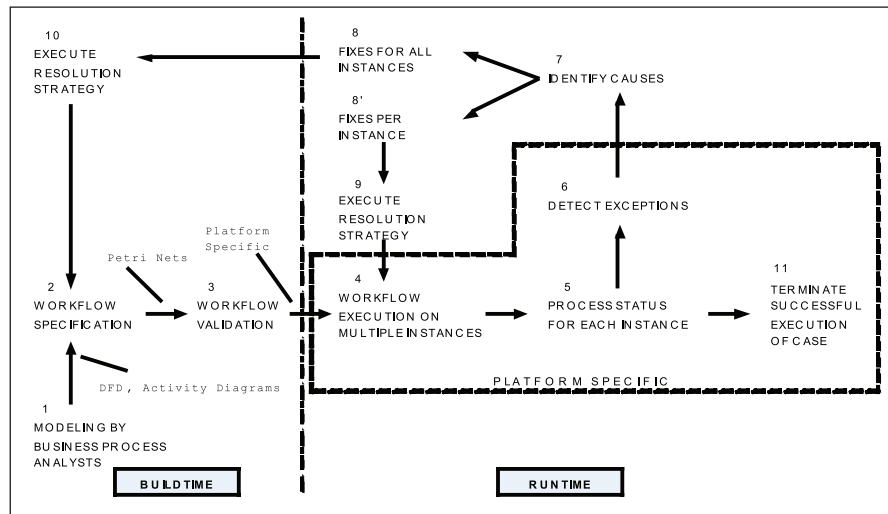 10
EXECUTE
RESOLUTION
STRATEGY
8
FIXES FOR ALL
INSTANCES
7
IDENTIFY CAUSES
8'
FIXES PER
INSTANCE
9
EXECUTE
RESOLUTION
STRATEGY
6
DETECT EXCEPTIONS
Platform
Specific
Petri Nets
2
WORKFLOW
SPECIFICATION
3
WORKFLOW
VALIDATION
4
WORKFLOW
EXECUTION ON
MULTIPLE INSTANCES
5
PROCESS STATUS
FOR EACH INSTANCE
11
TERMINATE
SUCCESSFUL
EXECUTION
OF CASE
PLATFORM SPECIFIC
DFD, Activity Diagrams
1
MODELING BY
BUSINESS PROCESS
ANALYSTS
BUILDTIME
RUNTIME